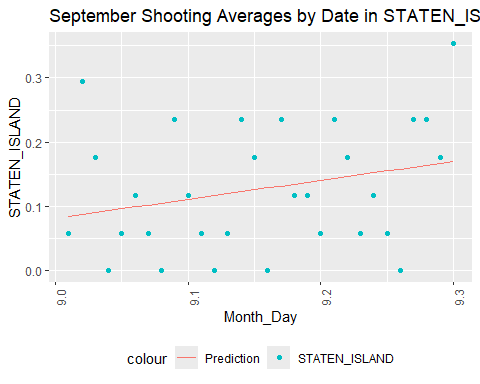 September Shooting Averages by Date in STATEN_IS
STATEN_ISLAND
0.3
0.2
0.1
0.0
9.0
9.1
9.2
9.3
Month_Day
colour
Prediction
STATEN_ISLAND